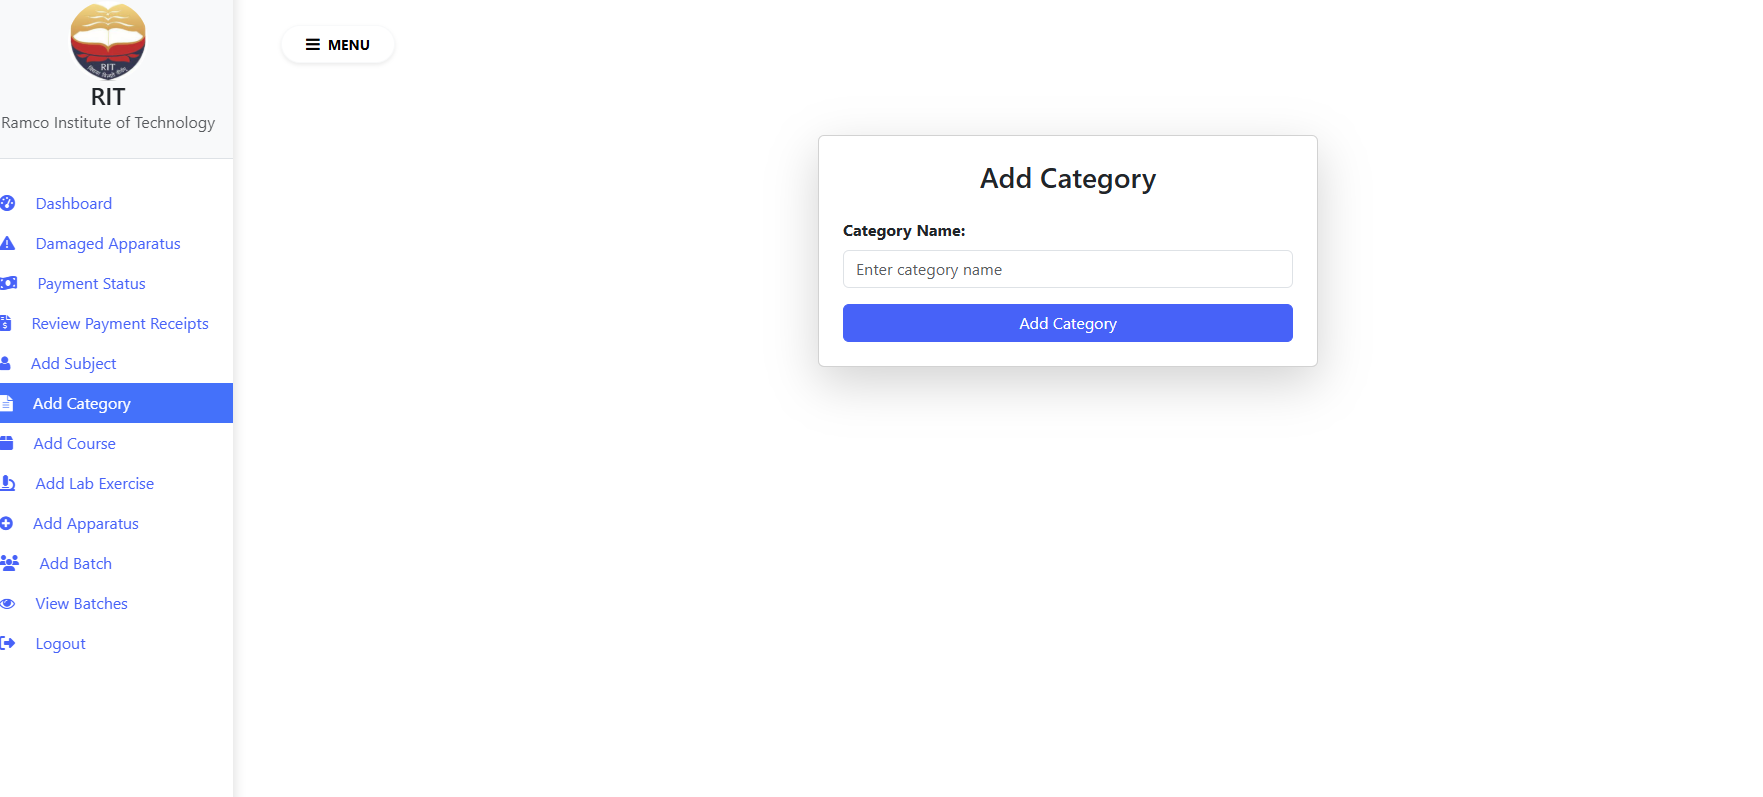 RIT
RIT
Ramco Institute of Technology
Dashboard
Damaged Apparatus
Payment Status
Review Payment Receipts
Add Subject
Add Category
Add Course
Add Lab Exercise
Add Apparatus
Add Batch
View Batches
Logout
MENU
Add Category
Category Name:
Enter category name
Add Category